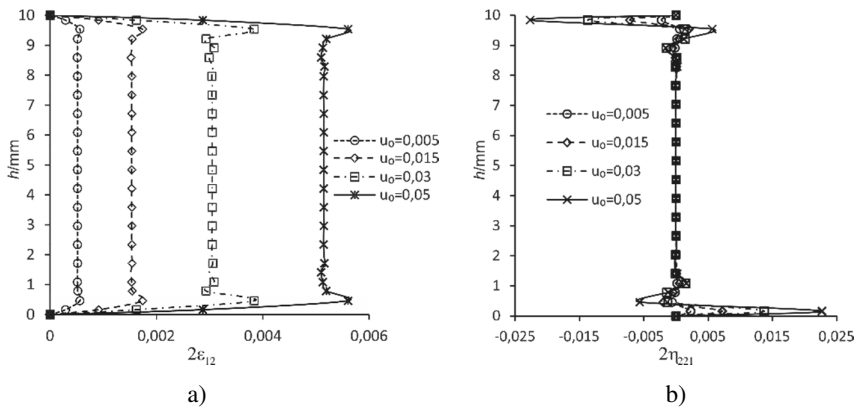 10
9
8
7
6
5
4
3
2
1
0
h/mm
0
0,002
0,004
0,006
2ε12
u₀=0,005
u₀=0,015
u₀=0,03
u₀=0,05
a)
10
9
8
7
6
5
4
3
2
1
0
h/mm
-0,025
-0,015
-0,005
0,005
0,015
0,025
2η221
u₀=0,005
u₀=0,015
u₀=0,03
u₀=0,05
b)